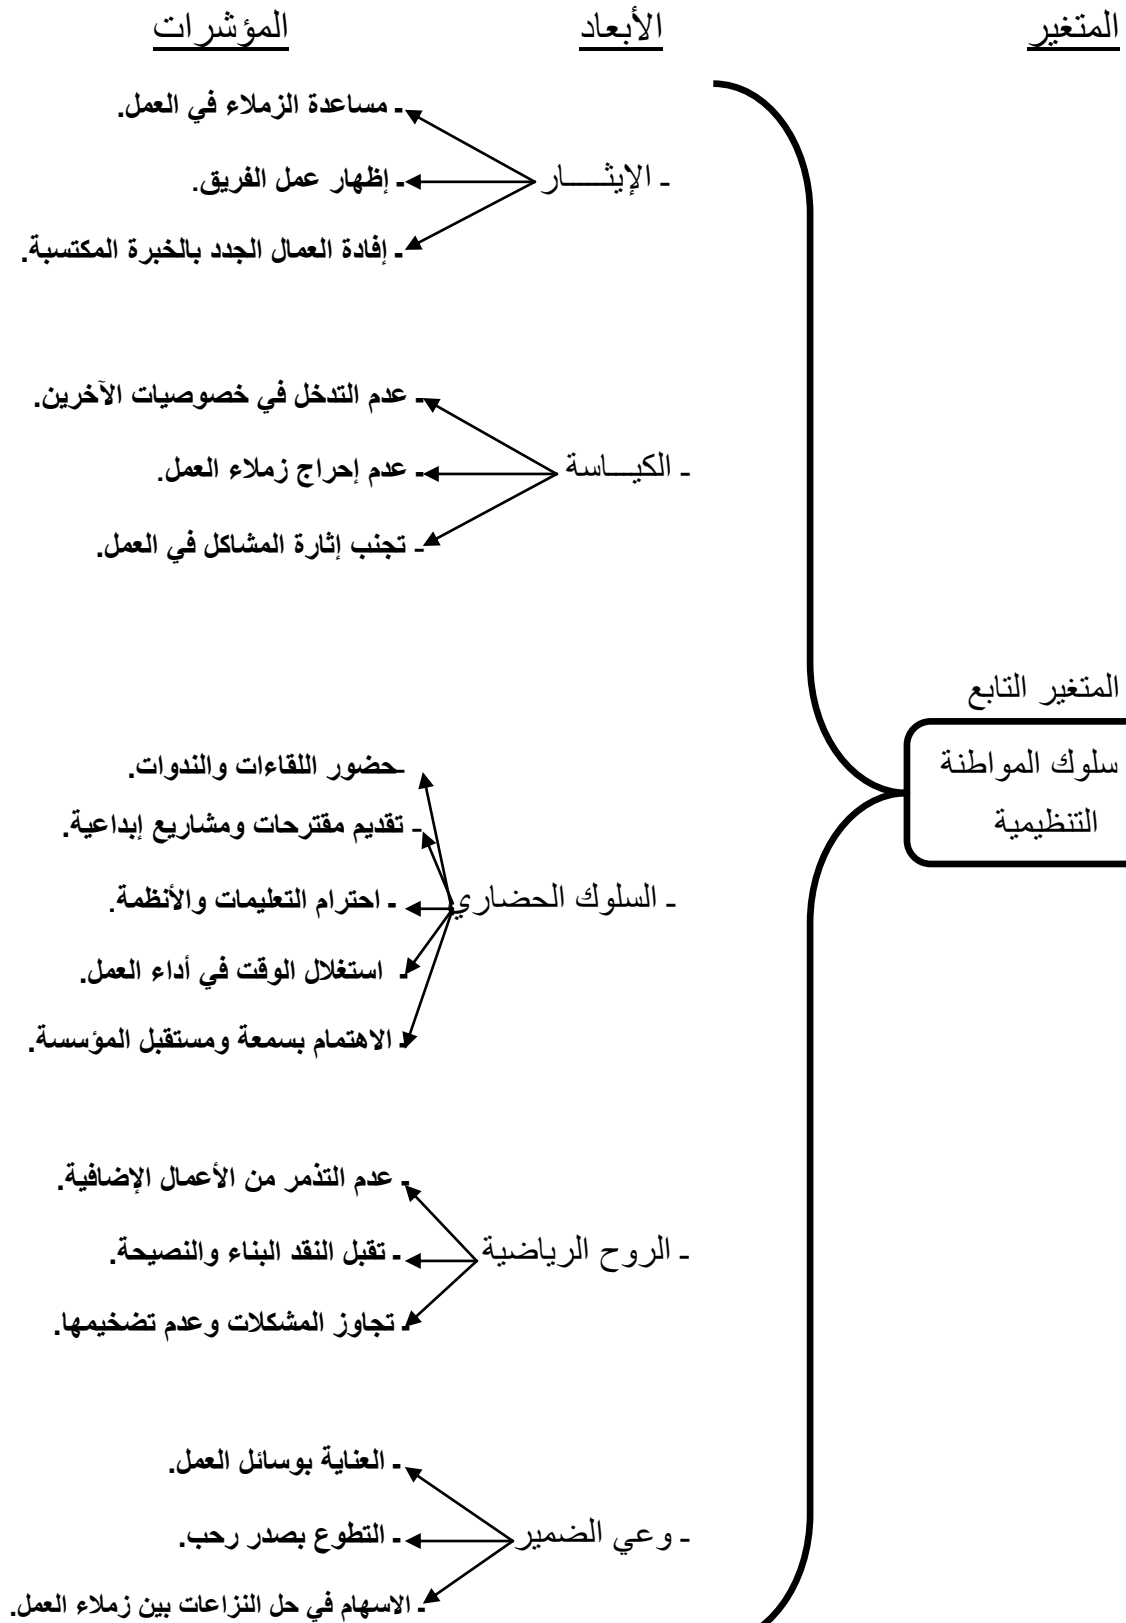 المتغير الأبعاد المؤشرات
ـ مساعدة الزملاء في العمل.
ـ الإيثـــــار ـ إظهار عمل الفريق.
ـ إفادة العمال الجدد بالخبرة المكتسبة.
ـ عدم التدخل في خصوصيات الآخرين.
ـ الكيـــاسة ـ عدم إحراج زملاء العمل.
ـ تجنب إثارة المشاكل في العمل.
المتغير التابع
سلوك المواطنة
التنظيمية
ـحضور اللقاءات والندوات.
ـ تقديم مقترحات ومشاريع إبداعية.
ـ السلوك الحضاري ـ احترام التعليمات والأنظمة.
ـ استغلال الوقت في أداء العمل.
ـ الاهتمام بسمعة ومستقبل المؤسسة.
ـ عدم التذمر من الأعمال الإضافية.
ـ الروح الرياضية ـ تقبل النقد البناء والنصيحة.
ـ تجاوز المشكلات وعدم تضخيمها.
ـ العناية بوسائل العمل.
ـ وعي الضمير ـ التطوع بصدر رحب.
ـ الاسهام في حل النزاعات بين زملاء العمل.